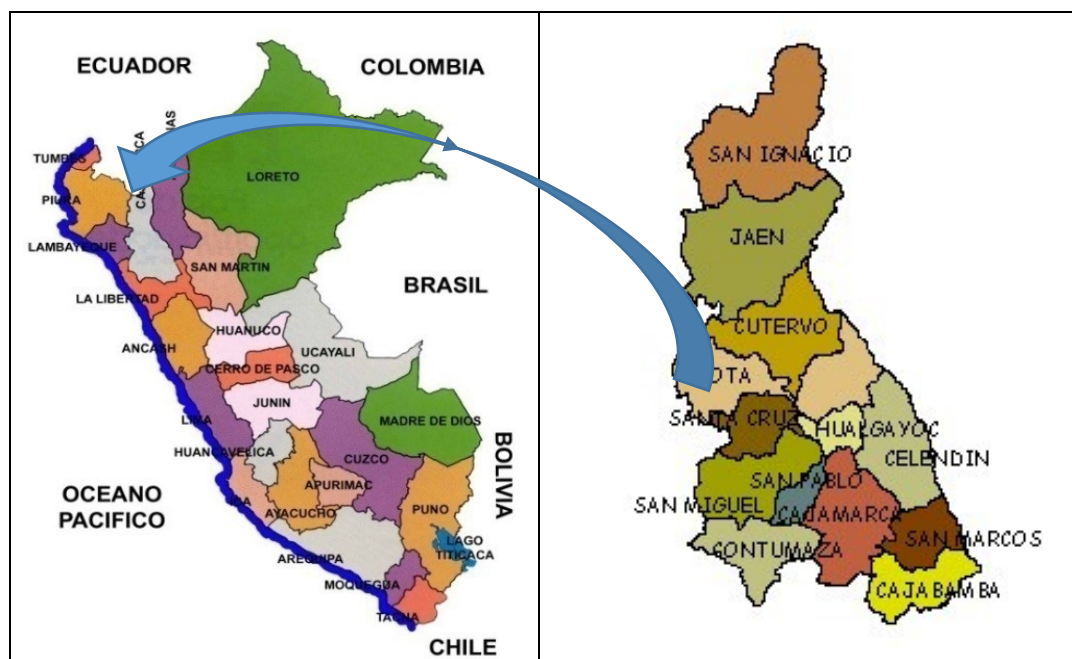 ECUADOR
COLOMBIA
TUMBES
PIURA
LORETO
LAMBAYEQUE
SAN MARTIN
LA LIBERTAD
BRASIL
HUANUCO
ANCASH
UCAYALI
CERRO DE PASCO
JUNIN
LIMA
MADRE DE DIOS
HUANCAVELICA
CUZCO
BOLIVIA
APURIMAC
OCEANO
PACIFICO
AYACUCHO
PUNO
LAGO
TITICACA
AREQUIPA
MOQUEGUA
TACNA
CHILE
SAN IGNACIO
JAEN
CUTERVO
OTA
SANTA CRUZ
HUALGAYOC
CELENDIN
SAN PABLO
SAN MIGUEL
CAJAMARCA
SAN MARCOS
CONTUMAZA
CAJABAMBA